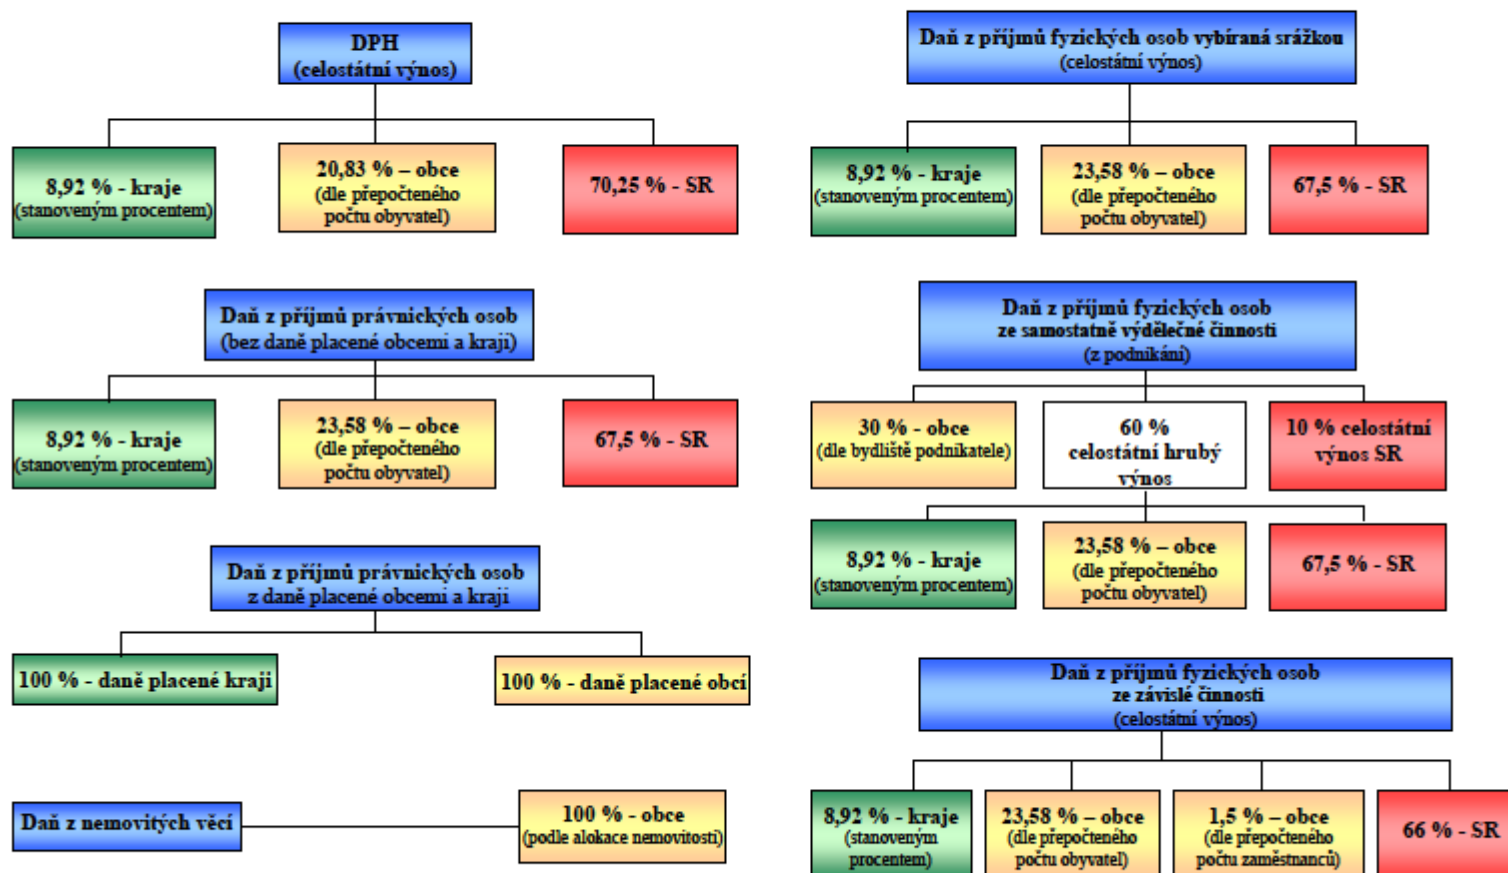 DPH
(celostátní výnos)
8,92 % - kraje
(stanoveným procentem)
20,83 % – obce
(dle přepočteného
počtu obyvatel)
70,25 % - SR
Daň z příjmů právnických osob
(bez daně placené obcemi a kraji)
8,92 % - kraje
(stanoveným procentem)
23,58 % – obce
(dle přepočteného
počtu obyvatel)
67,5 % - SR
Daň z příjmů právnických osob
z daně placené obcemi a kraji
100 % - daně placené kraji
100 % - daně placené obcí
Daň z nemovitých věcí
100 % - obce
(podle alokace nemovitosti)
Daň z příjmů fyzických osob vybíraná srážkou
(celostátní výnos)
8,92 % - kraje
(stanoveným procentem)
23,58 % – obce
(dle přepočteného
počtu obyvatel)
67,5 % - SR
Daň z příjmů fyzických osob
ze samostatně výdělečné činnosti
(z podnikání)
30 % - obce
(dle bydliště podnikatele)
60 %
celostátní hrubý
výnos
10 % celostátní
výnos SR
8,92 % - kraje
(stanoveným procentem)
23,58 % – obce
(dle přepočteného
počtu obyvatel)
67,5 % - SR
Daň z příjmů fyzických osob
ze závislé činnosti
(celostátní výnos)
8,92 % - kraje
(stanoveným
procentem)
23,58 % – obce
(dle přepočteného
počtu obyvatel)
1,5 % – obce
(dle přepočteného
počtu zaměstnanců)
66 % - SR